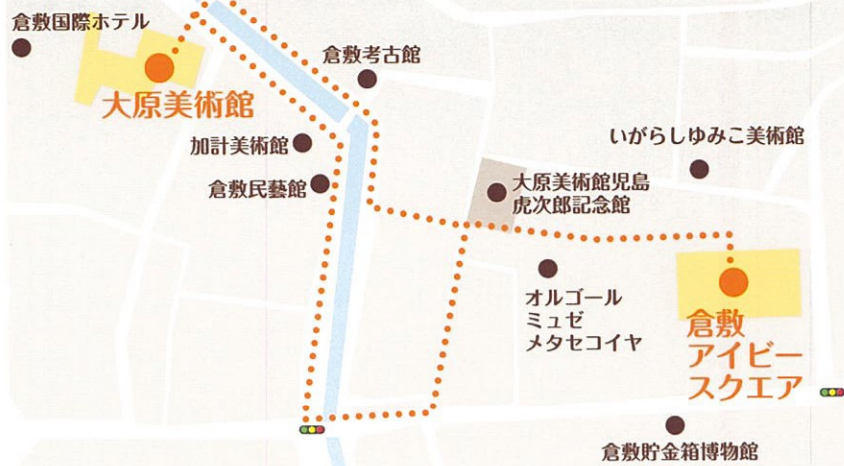 倉敷国際ホテル
大原美術館
倉敷考古館
加計美術館
倉敷民藝館
いがらしゆみこ美術館
大原美術館児島
虎次郎記念館
オルゴール
ミュゼ
メタセコイヤ
倉敷
アイビー
スクエア
倉敷貯金箱博物館